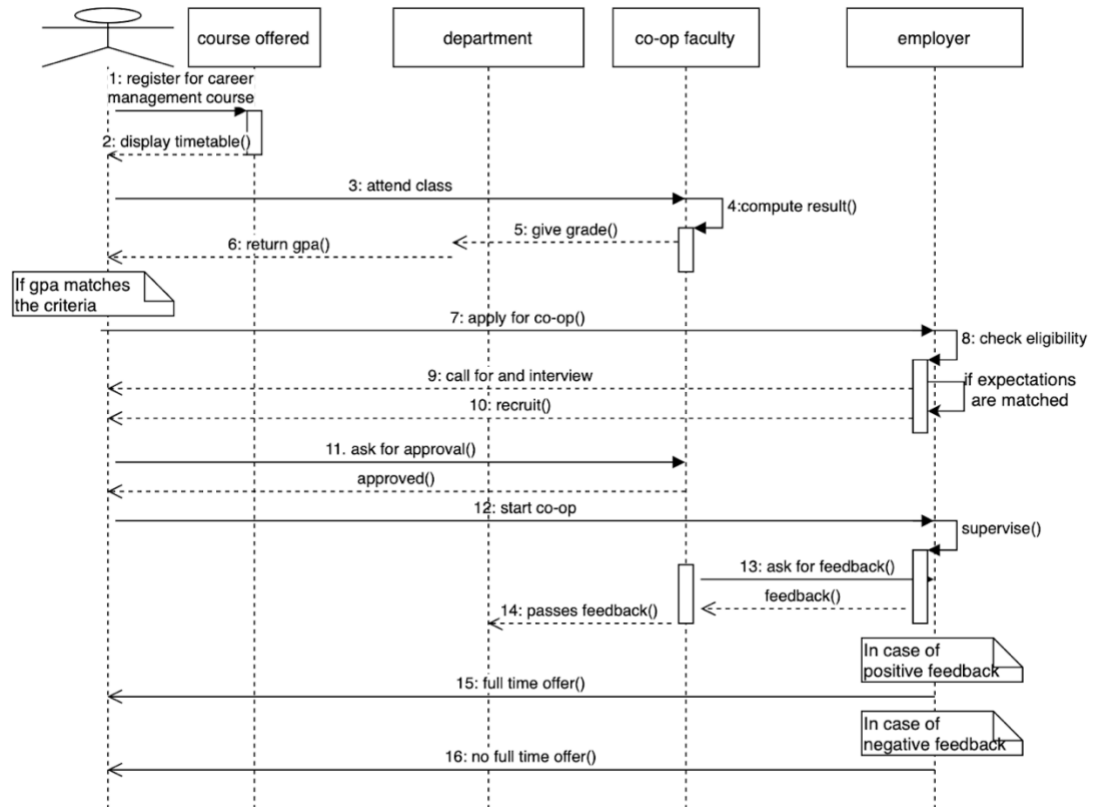 course offered
department
co-op faculty
employer
1: register for career
management course
2: display timetable()
3: attend class
4:compute result()
5: give grade()
6: return gpa()
If gpa matches
the criteria
7: apply for co-op()
8: check eligibility
9: call for and interview
if expectations
are matched
10: recruit()
11. ask for approval()
approved()
12: start co-op
supervise()
13: ask for feedback()
feedback()
14: passes feedback()
In case of
positive feedback
15: full time offer()
In case of
negative feedback
16: no full time offer()